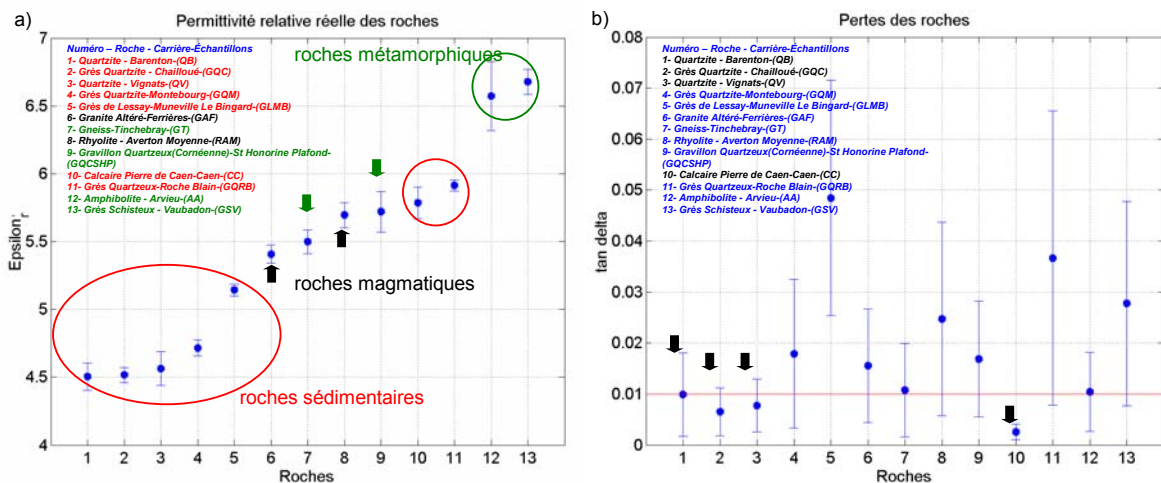 a)
Permittivité relative réelle des roches
7
6.5
6
5.5
5
4.5
4
Epsilon'r
Numéro – Roche - Carrière-Échantillons
1- Quartzite - Barenton-(QB)
2- Grès Quartzite - Chailloué-(GQC)
3- Quartzite - Vignats-(QV)
4- Grès Quartzite-Montebourg-(GQM)
5- Grès de Lessay-Muneville Le Bingard-(GLMB)
6- Granite Altéré-Ferrières-(GAF)
7- Gneiss-Tinchebray-(GT)
8- Rhyolite - Averton Moyenne-(RAM)
9- Gravillon Quartzeux(Cornéenne)-St Honorine Plafond-
(GQCSHP)
10- Calcaire Pierre de Caen-Caen-(CC)
11- Grès Quartzeux-Roche Blain-(GQRB)
12- Amphibolite - Arvieu-(AA)
13- Grès Schisteux - Vaubadon-(GSV)
roches métamorphiques
roches magmatiques
roches sédimentaires
1 2 3 4 5 6 7 8 9 10 11 12 13
Roches
b)
Pertes des roches
0.08
0.07
0.06
0.05
0.04
0.03
0.02
0.01
0
tan delta
Numéro – Roche - Carrière-Échantillons
1- Quartzite - Barenton-(QB)
2- Grès Quartzite - Chailloué-(GQC)
3- Quartzite - Vignats-(QV)
4- Grès Quartzite-Montebourg-(GQM)
5- Grès de Lessay-Muneville Le Bingard-(GLMB)
6- Granite Altéré-Ferrières-(GAF)
7- Gneiss-Tinchebray-(GT)
8- Rhyolite - Averton Moyenne-(RAM)
9- Gravillon Quartzeux(Cornéenne)-St Honorine Plafond-
(GQCSHP)
10- Calcaire Pierre de Caen-Caen-(CC)
11- Grès Quartzeux-Roche Blain-(GQRB)
12- Amphibolite - Arvieu-(AA)
13- Grès Schisteux - Vaubadon-(GSV)
1 2 3 4 5 6 7 8 9 10 11 12 13
Roches